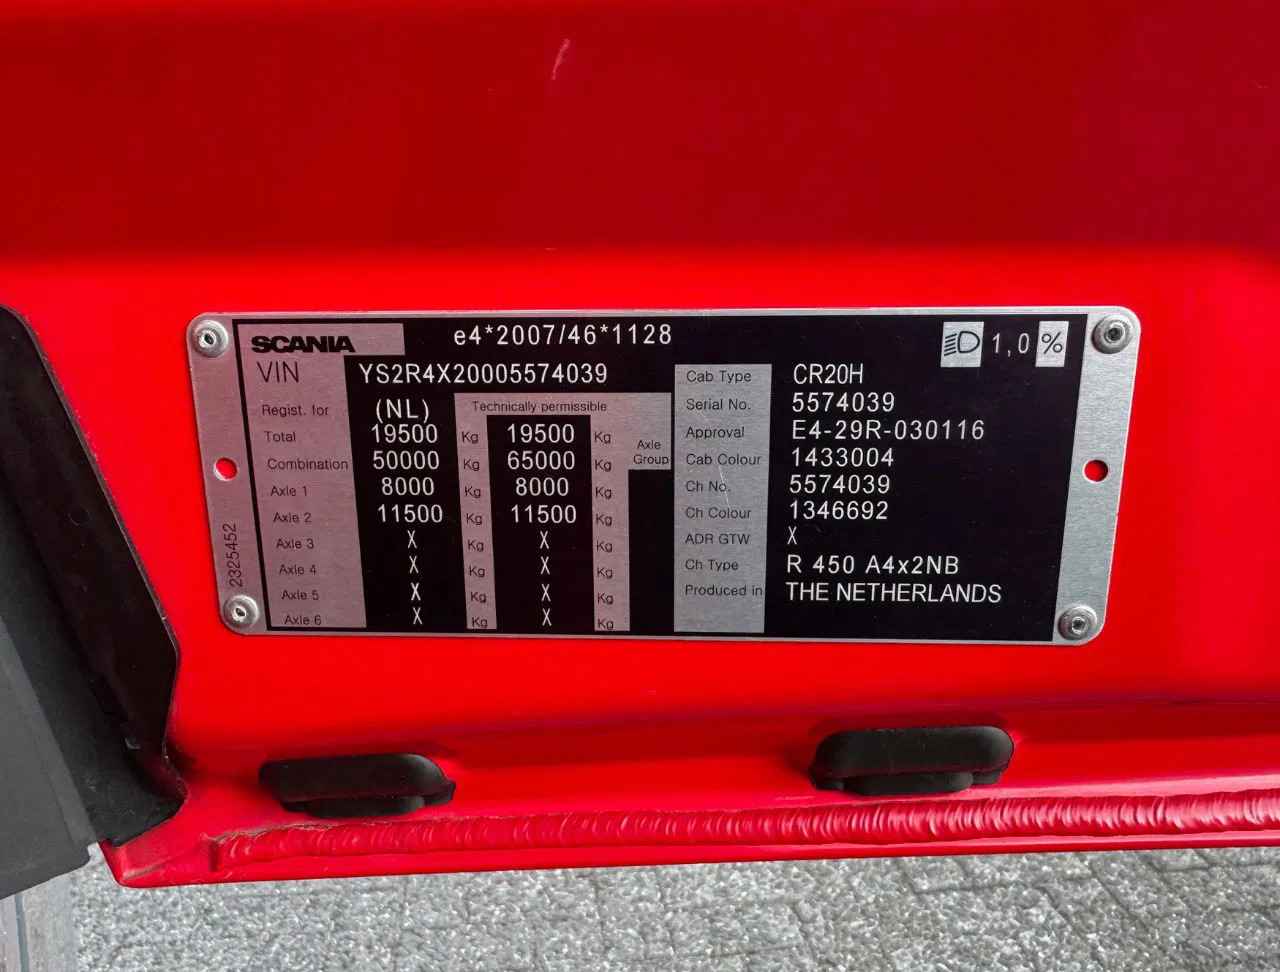 SCANIA e4*2007/46*1128 1,0 %
VIN YS2R4X20005574039
Regist. for (NL) Technically permissible
Total 19500 Kg 19500 Kg Axle Group
Combination 50000 Kg 65000 Kg
Axle 1 8000 Kg 8000 Kg
Axle 2 11500 Kg 11500 Kg
Axle 3 X Kg X Kg
Axle 4 X Kg X Kg
Axle 5 X Kg X Kg
Axle 6 X Kg X Kg
Cab Type CR20H
Serial No. 5574039
Approval E4-29R-030116
Cab Colour 1433004
Ch No. 5574039
Ch Colour 1346692
ADR GTW X
Ch Type R 450 A4x2NB
Produced in THE NETHERLANDS
2325452